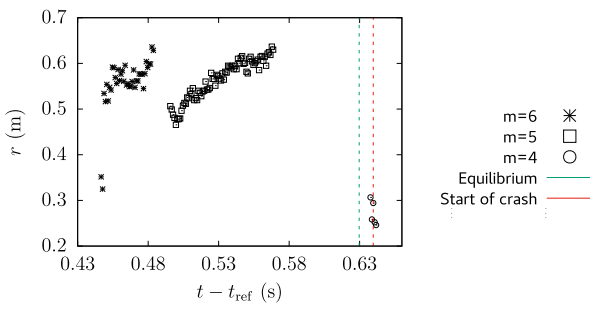 0.7
0.6
0.5
0.4
0.3
0.2
r (m)
0.43 0.48 0.53 0.58 0.63
t − t_ref (s)
m=6
m=5
m=4
Equilibrium
Start of crash